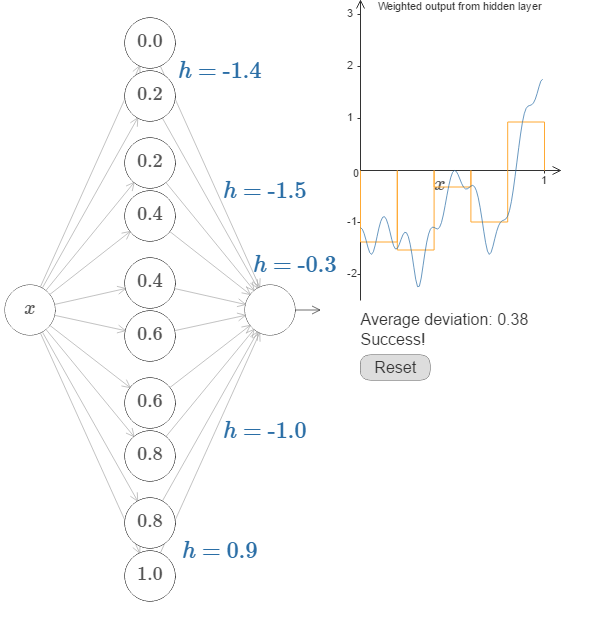 0.0
h = -1.4
0.2
0.2
h = -1.5
0.4
h = -0.3
0.4
x
0.6
0.6
h = -1.0
0.8
0.8
h = 0.9
1.0
Weighted output from hidden layer
3
2
1
0
x
1
-1
-2
Average deviation: 0.38
Success!
Reset